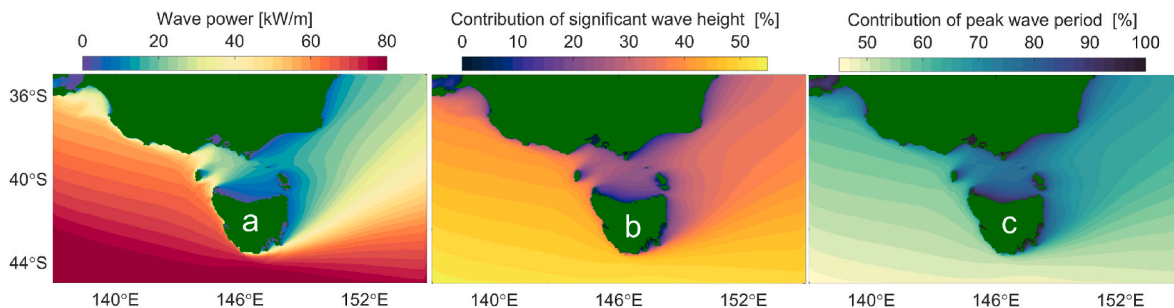 Wave power [kW/m]
0 20 40 60 80
Contribution of significant wave height [%]
0 10 20 30 40 50
Contribution of peak wave period [%]
50 60 70 80 90 100
36°S
40°S
44°S
a
b
c
140°E 146°E 152°E
140°E 146°E 152°E
140°E 146°E 152°E